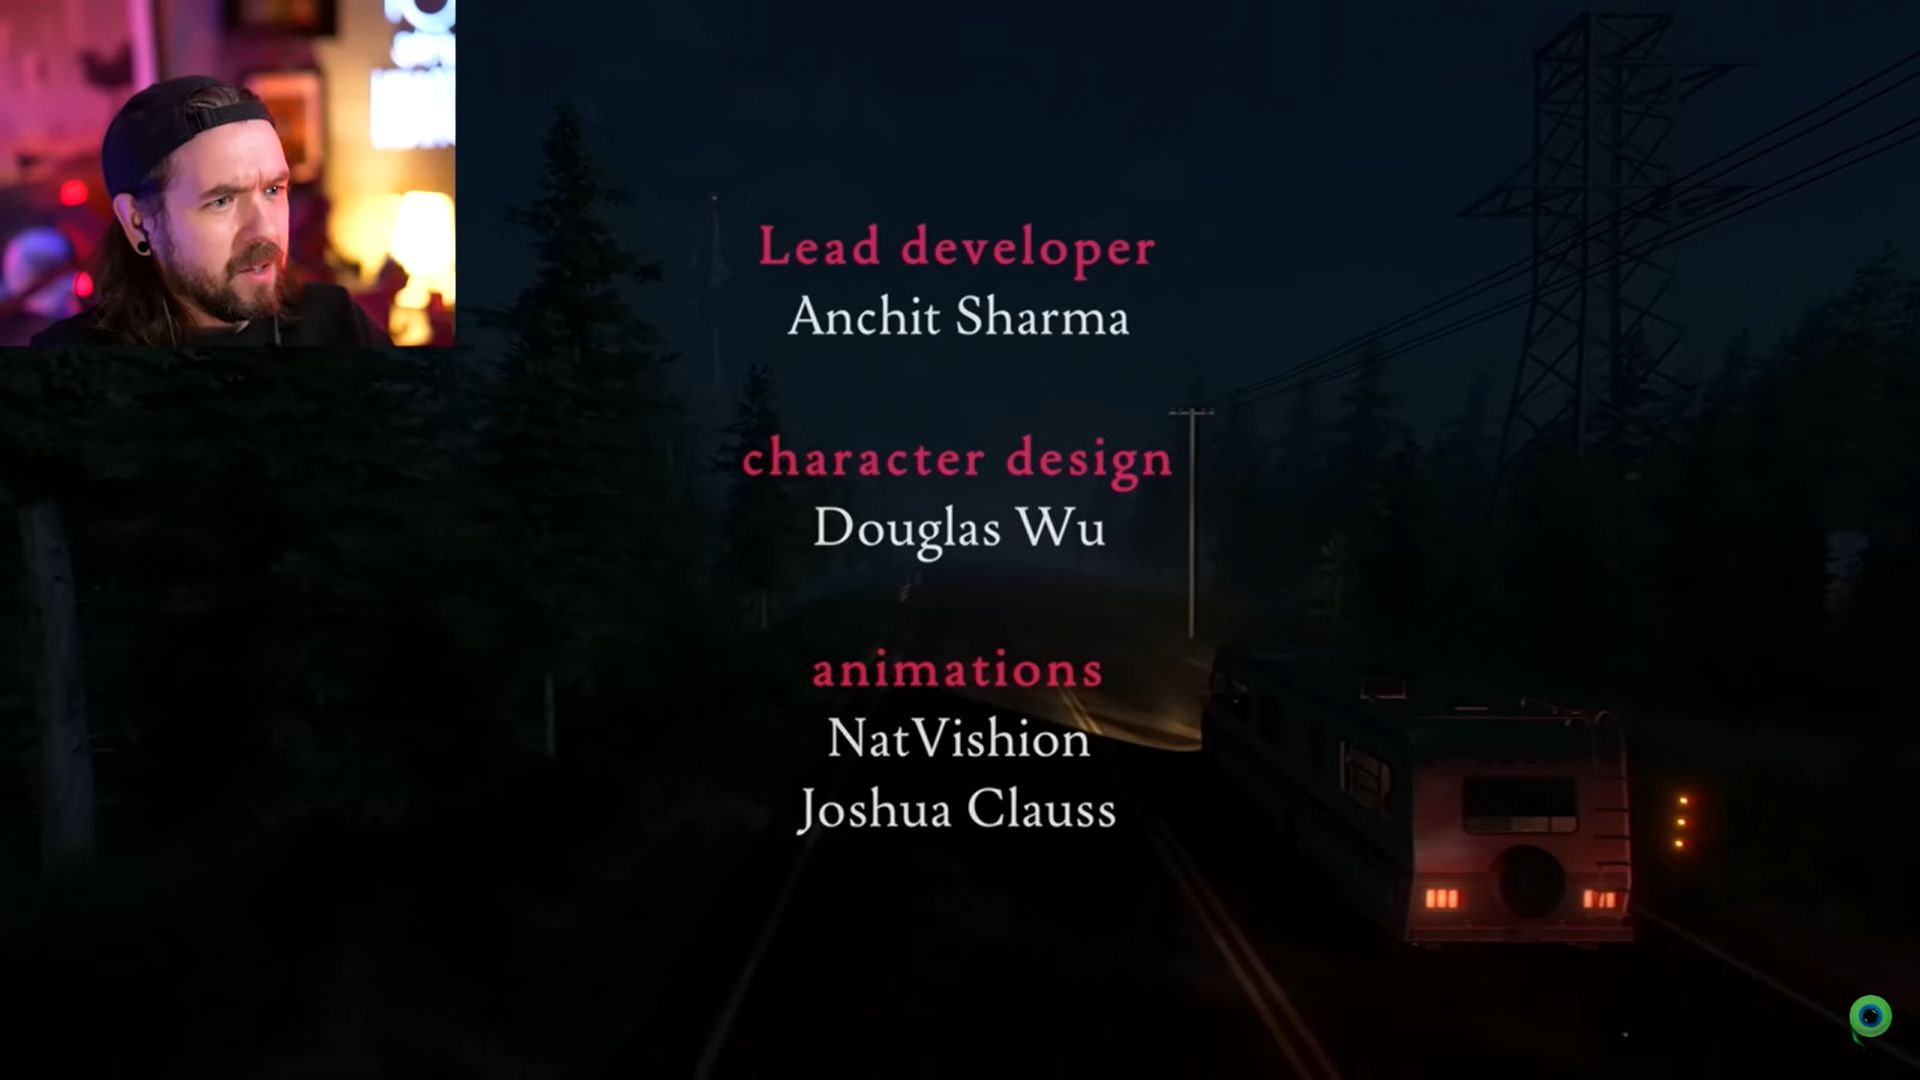 Lead developer
Anchit Sharma
character design
Douglas Wu
animations
NatVishion
Joshua Clauss